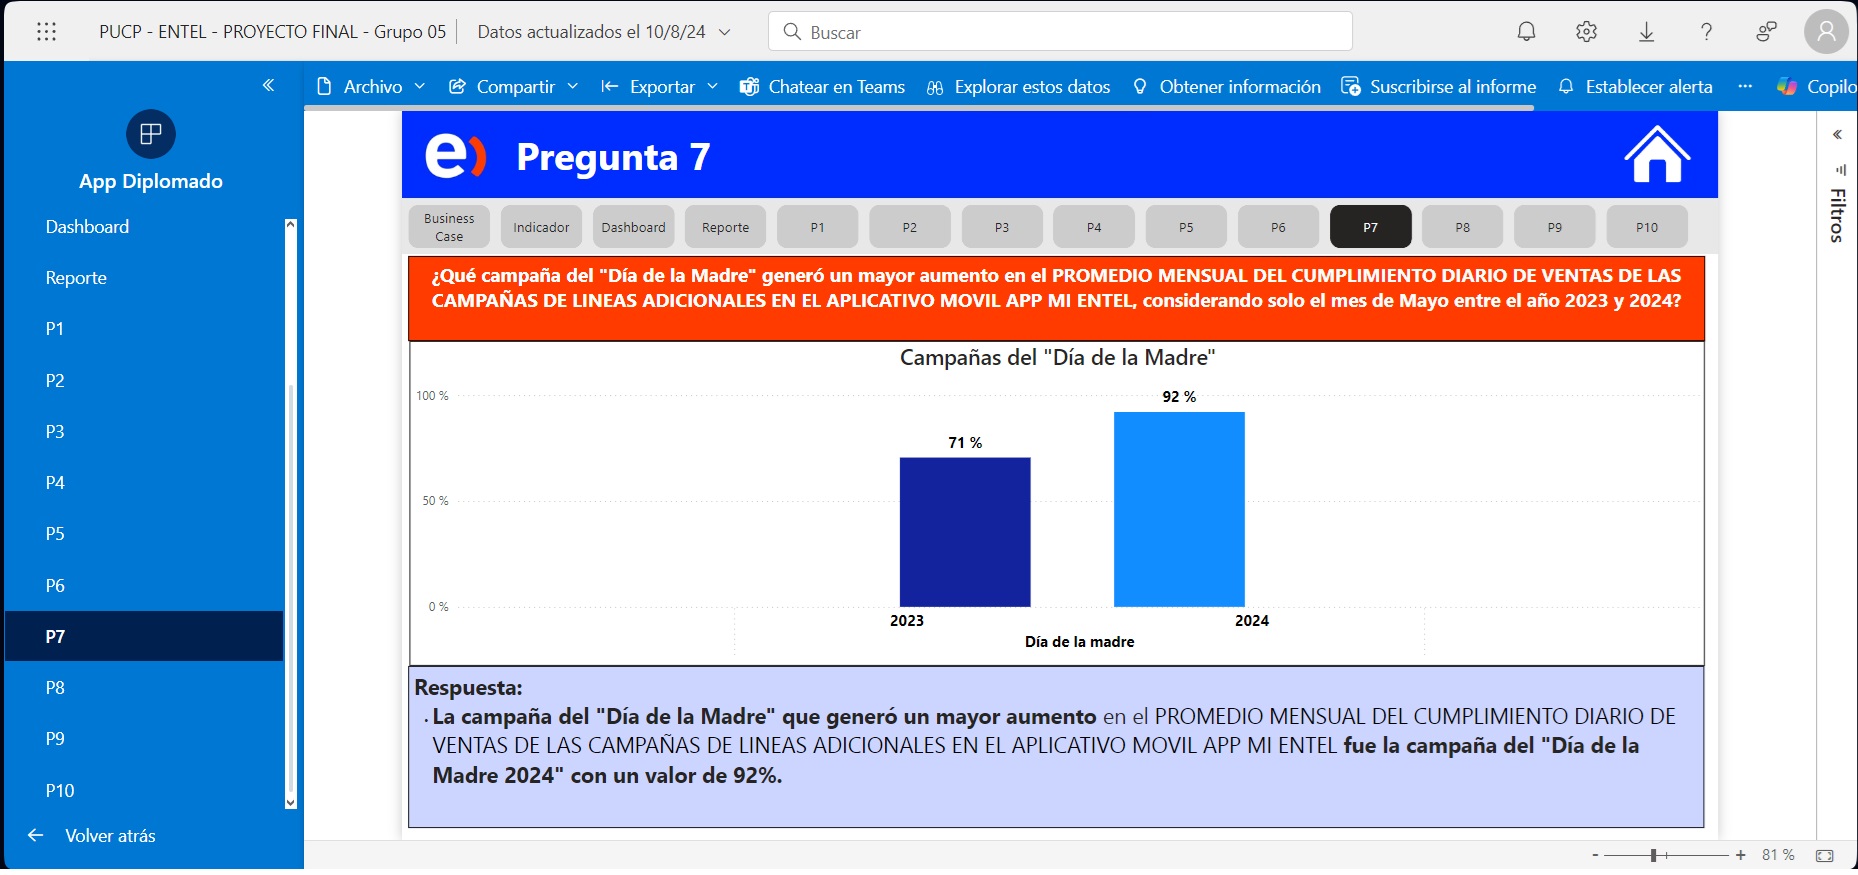 PUCP - ENTEL - PROYECTO FINAL - Grupo 05
Datos actualizados el 10/8/24
Buscar
Archivo
Compartir
Exportar
Chatear en Teams
Explorar estos datos
Obtener información
Suscribirse al informe
Establecer alerta
Copilo
App Diplomado
Dashboard
Reporte
P1
P2
P3
P4
P5
P6
P7
P8
P9
P10
Volver atrás
e)
Pregunta 7
Business
Case
Indicador
Dashboard
Reporte
P1
P2
P3
P4
P5
P6
P7
P8
P9
P10
¿Qué campaña del "Día de la Madre" generó un mayor aumento en el PROMEDIO MENSUAL DEL CUMPLIMIENTO DIARIO DE VENTAS DE LAS
CAMPAÑAS DE LINEAS ADICIONALES EN EL APLICATIVO MOVIL APP MI ENTEL, considerando solo el mes de Mayo entre el año 2023 y 2024?
Campañas del "Día de la Madre"
100 %
50 %
0 %
71 %
92 %
2023
2024
Día de la madre
Respuesta:
· La campaña del "Día de la Madre" que generó un mayor aumento en el PROMEDIO MENSUAL DEL CUMPLIMIENTO DIARIO DE
VENTAS DE LAS CAMPAÑAS DE LINEAS ADICIONALES EN EL APLICATIVO MOVIL APP MI ENTEL fue la campaña del "Día de la
Madre 2024" con un valor de 92%.
Filtros
81 %